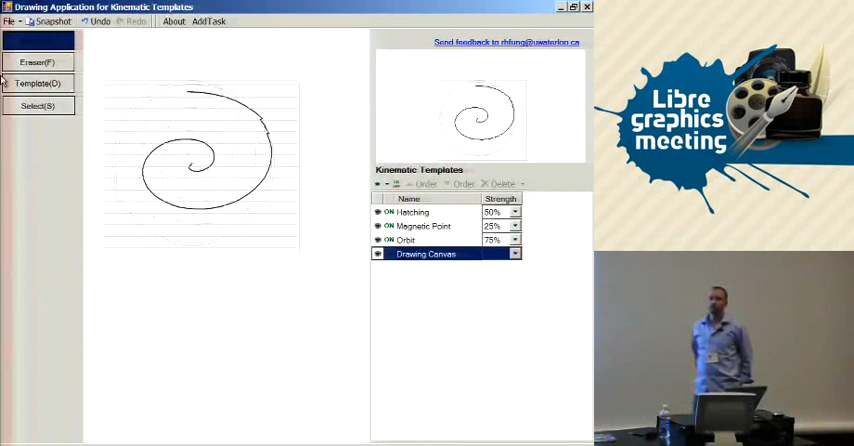 Drawing Application for Kinematic Templates
File Snapshot Undo Redo About AddTask
Eraser(F)
Template(D)
Select(S)
Send feedback to rhfung@uwaterloo.ca
Kinematic Templates
Order Order Delete
Name Strength
ON Hatching 50%
ON Magnetic Point 25%
ON Orbit 75%
Drawing Canvas
Libre
graphics
meeting